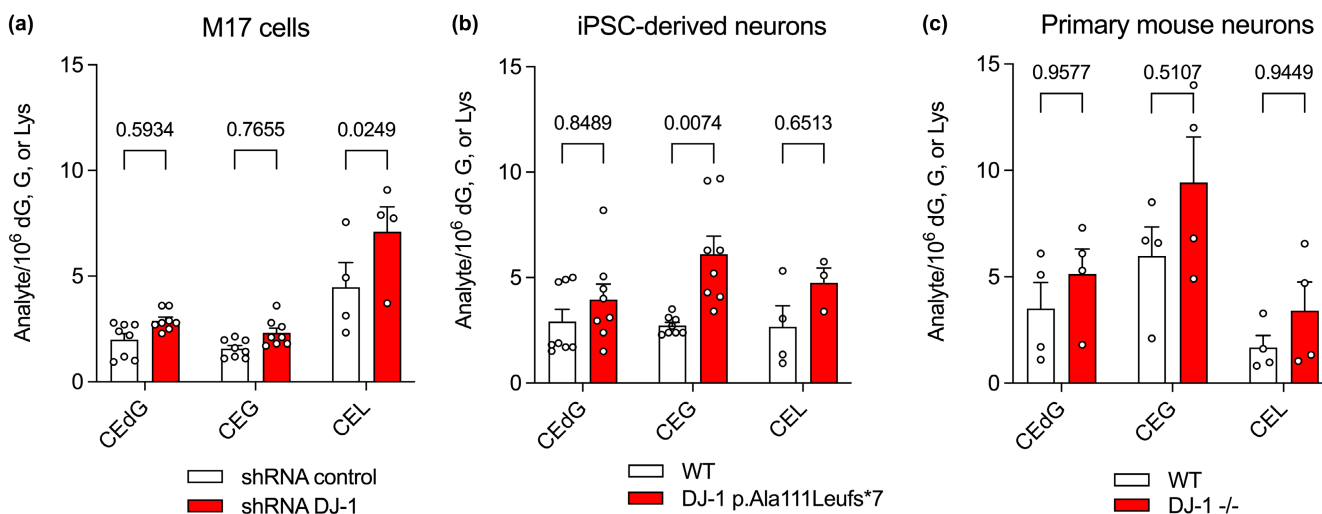 (a)
M17 cells
Analyte/10⁶ dG, G, or Lys
15
10
5
0
0.5934
0.7655
0.0249
CEdG
CEG
CEL
shRNA control
shRNA DJ-1
(b)
iPSC-derived neurons
Analyte/10⁶ dG, G, or Lys
15
10
5
0
0.8489
0.0074
0.6513
CEdG
CEG
CEL
WT
DJ-1 p.Ala111Leufs*7
(c)
Primary mouse neurons
Analyte/10⁶ dG, G, or Lys
15
10
5
0
0.9577
0.5107
0.9449
CEdG
CEG
CEL
WT
DJ-1 -/-